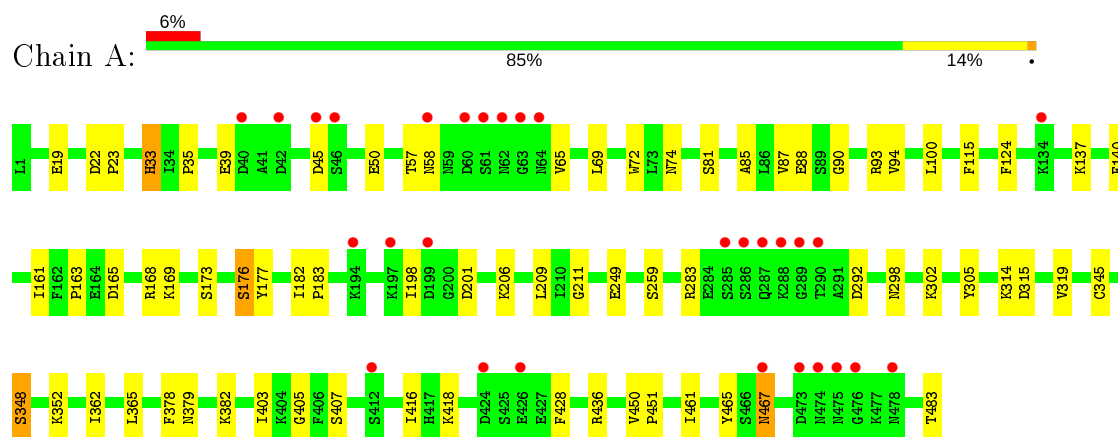 6%
Chain A:
85% 14% •
L1 E19 D22 P23 H33 I34 P35 E39 D40 A41 D42 D45 S46 E50 T57 N58 N59 D60 S61 N62 G63 N64 V65 L69 W72 L73 N74 S81 A85 L86 V87 E88 S89 G90 R93 V94 L100 F115 F124 K134 K137
I161 F162 P163 E164 D165 R168 K169 S173 S176 Y177 I182 P183 K194 K197 I198 D199 G200 D201 K206 L209 I210 G211 E249 S259 R283 E284 S285 S286 Q287 K288 G289 T290 A291 D292 N298 K302 Y305 K314 D315 V319 C345
S348 K352 I362 L365 F378 N379 K382 I403 K404 G405 F406 S407 S412 I416 H417 K418 D424 S425 E426 E427 F428 R436 V450 P451 I461 Y465 S466 N467 D473 N474 N475 G476 K477 N478 T483